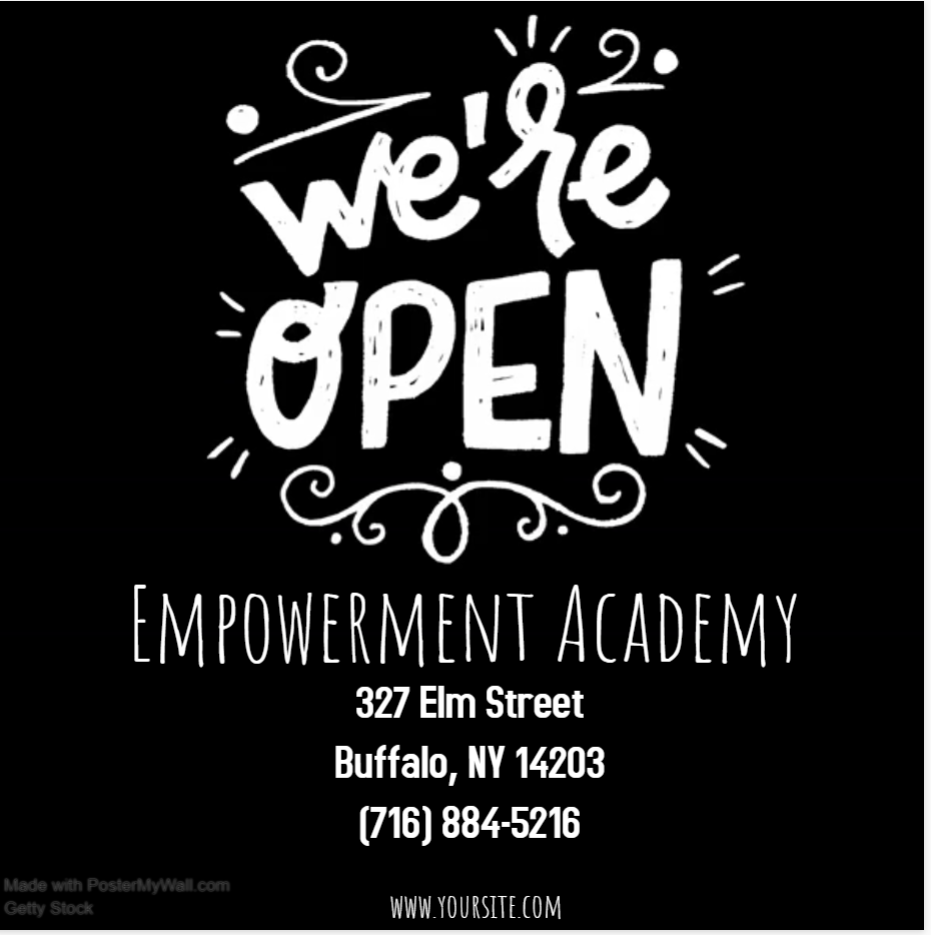 we're
OPEN
EMPOWERMENT ACADEMY
327 Elm Street
Buffalo, NY 14203
(716) 884-5216
Made with PosterMyWall.com
Getty Stock
WWW.YOURSITE.COM